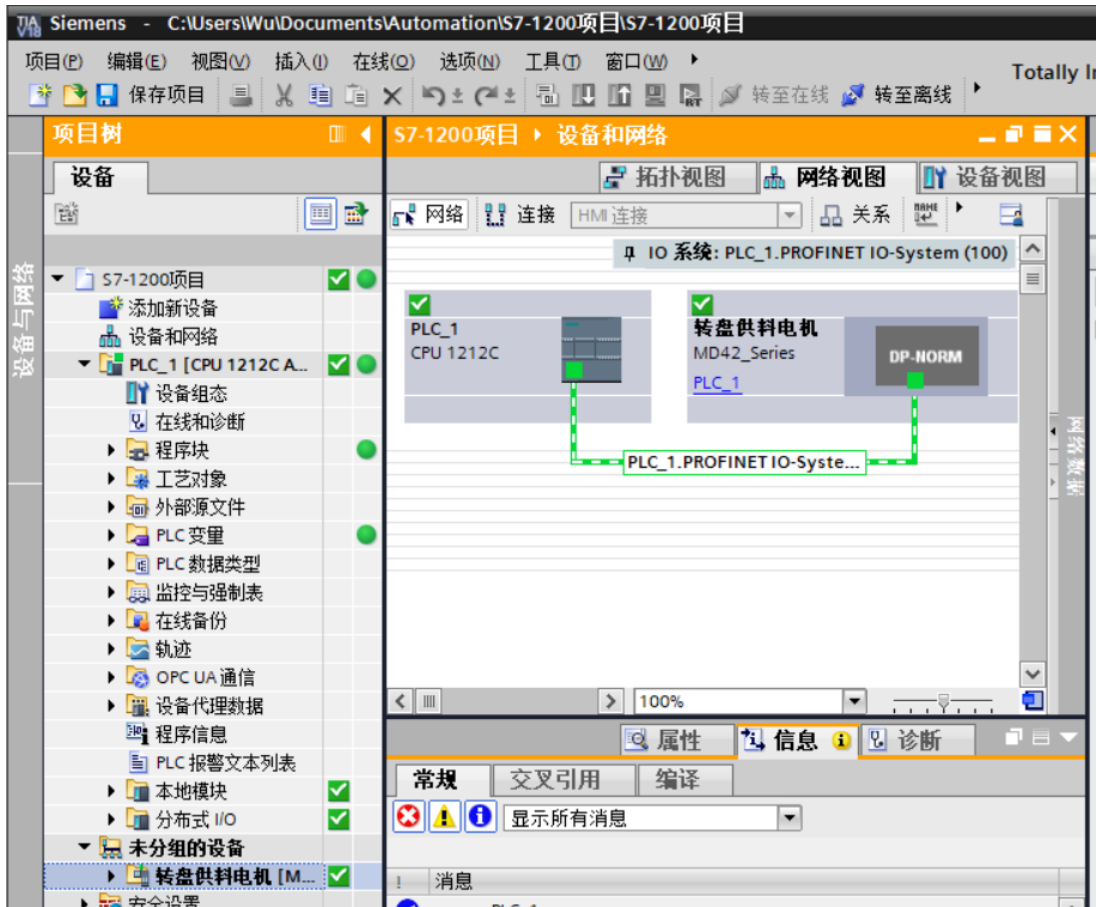 TIA V18 Siemens - C:\Users\Wu\Documents\Automation\S7-1200项目\S7-1200项目
项目(P) 编辑(E) 视图(V) 插入(I) 在线(O) 选项(N) 工具(T) 窗口(W)
Totally I
保存项目 转至在线 转至离线
项目树
设备
设备与网络
S7-1200项目
添加新设备
设备和网络
PLC_1 [CPU 1212C A...
设备组态
在线和诊断
程序块
工艺对象
外部源文件
PLC 变量
PLC 数据类型
监控与强制表
在线备份
轨迹
OPC UA 通信
设备代理数据
程序信息
PLC 报警文本列表
本地模块
分布式 I/O
未分组的设备
转盘供料电机 [M...
安全设置
S7-1200项目 设备和网络
拓扑视图 网络视图 设备视图
网络 连接 HMI 连接 关系
IO 系统: PLC_1.PROFINET IO-System (100)
PLC_1
CPU 1212C
转盘供料电机
MD42_Series
PLC_1
DP-NORM
PLC_1.PROFINET IO-Syste...
网络数据
100%
属性 信息 诊断
常规 交叉引用 编译
显示所有消息
! 消息